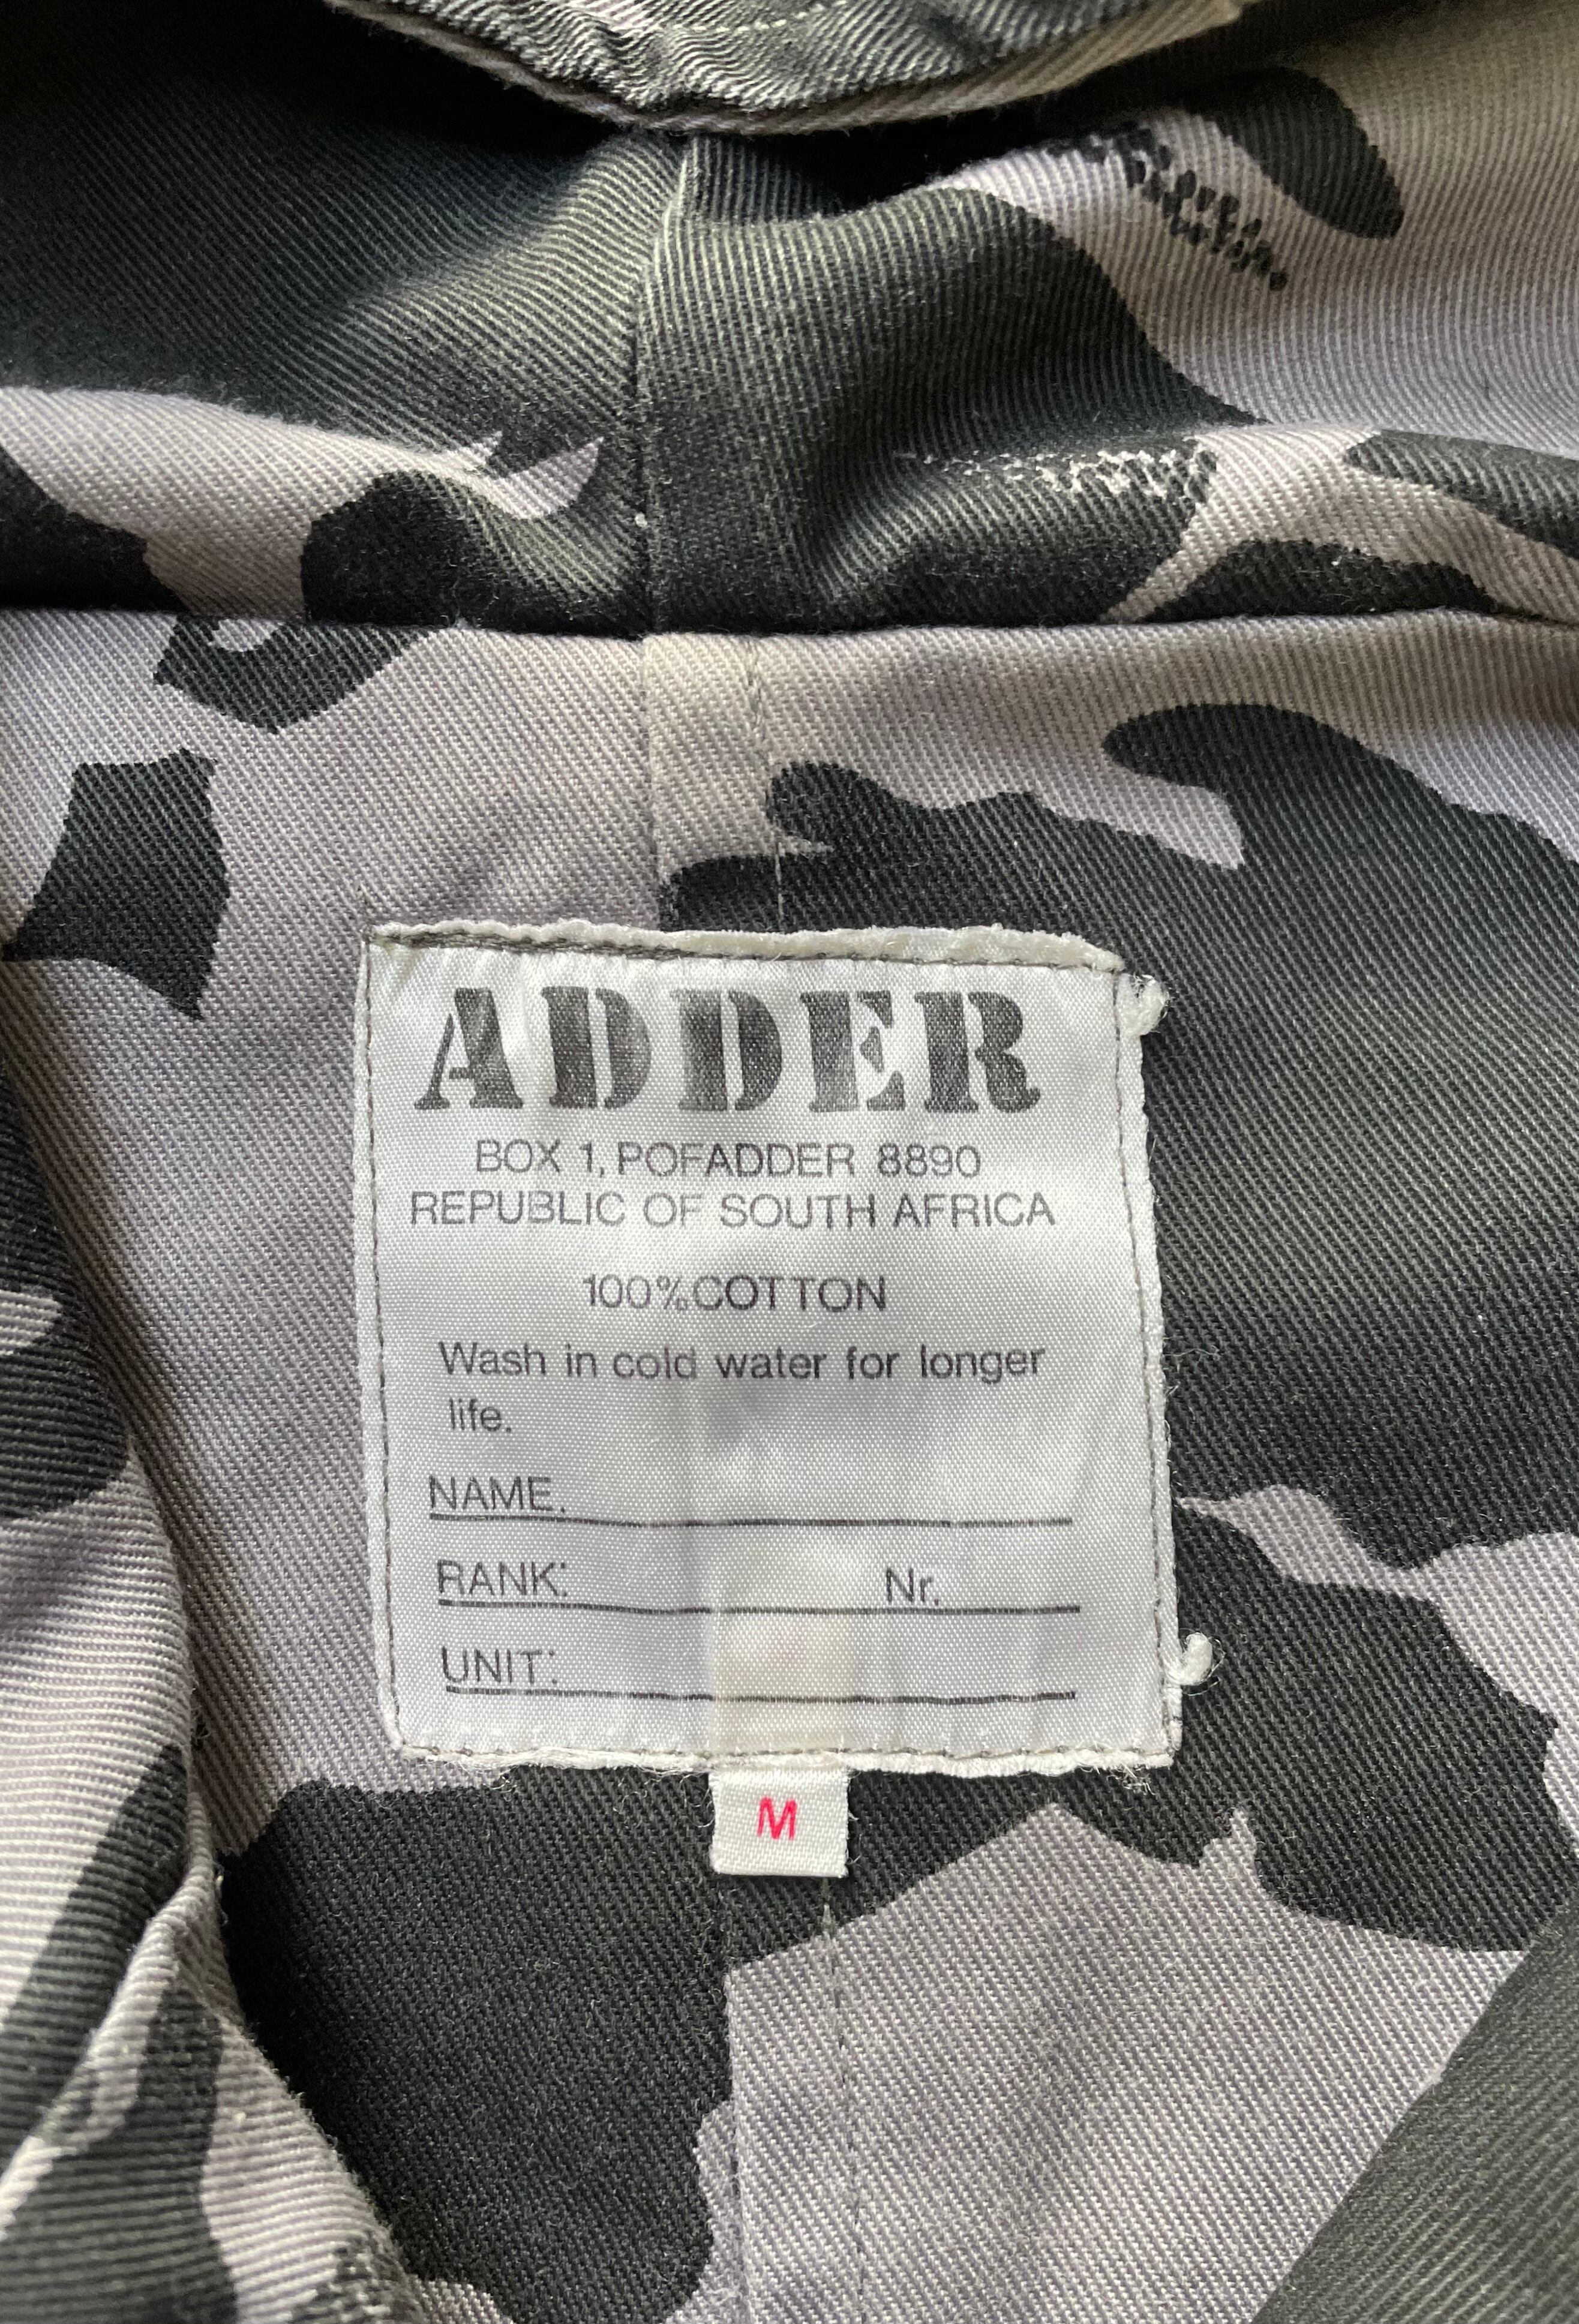 ADDER
BOX 1, POFADDER 8890
REPUBLIC OF SOUTH AFRICA
100% COTTON
Wash in cold water for longer
life.
NAME.
RANK: Nr.
UNIT:
M